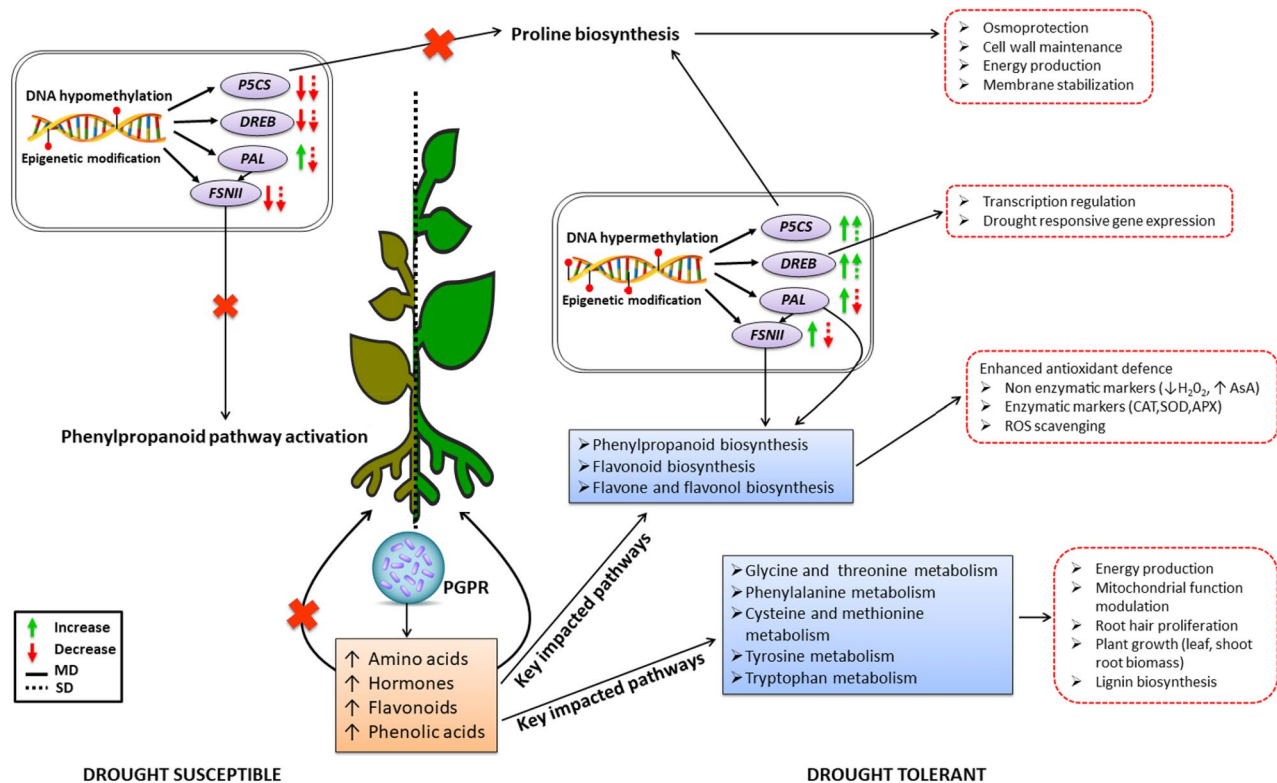 Proline biosynthesis
➢ Osmoprotection
➢ Cell wall maintenance
➢ Energy production
➢ Membrane stabilization
DNA hypomethylation
Epigenetic modification
P5CS
DREB
PAL
FSNII
➢ Transcription regulation
➢ Drought responsive gene expression
DNA hypermethylation
Epigenetic modification
P5CS
DREB
PAL
FSNII
Phenylpropanoid pathway activation
Enhanced antioxidant defence
➢ Non enzymatic markers (↓H₂0₂, ↑ AsA)
➢ Enzymatic markers (CAT,SOD,APX)
➢ ROS scavenging
➢Phenylpropanoid biosynthesis
➢Flavonoid biosynthesis
➢Flavone and flavonol biosynthesis
PGPR
Key impacted pathways
Key impacted pathways
➢Glycine and threonine metabolism
➢Phenylalanine metabolism
➢Cysteine and methionine
metabolism
➢Tyrosine metabolism
➢Tryptophan metabolism
➢ Energy production
➢ Mitochondrial function
modulation
➢ Root hair proliferation
➢ Plant growth (leaf, shoot
root biomass)
➢ Lignin biosynthesis
Increase
Decrease
MD
SD
↑ Amino acids
↑ Hormones
↑ Flavonoids
↑ Phenolic acids
DROUGHT SUSCEPTIBLE
DROUGHT TOLERANT